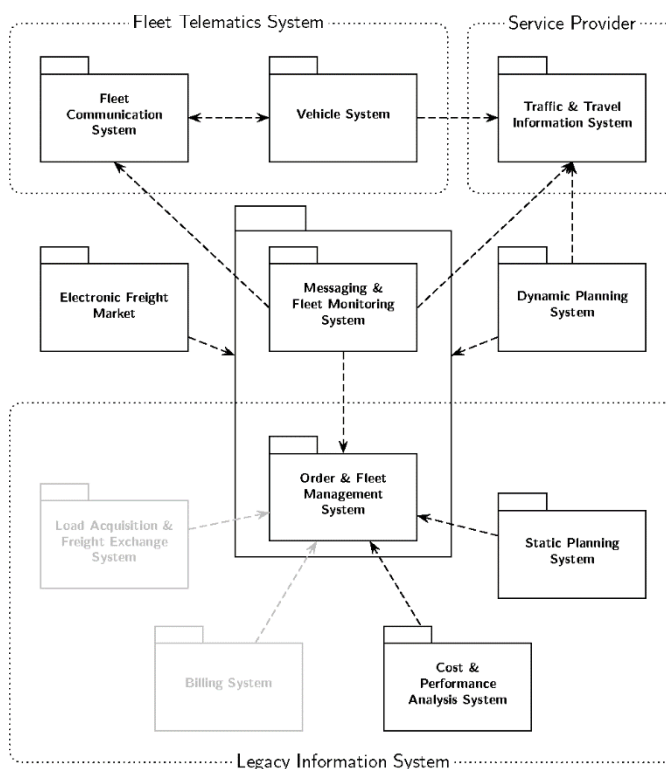 Fleet Telematics System
Service Provider
Fleet
Communication
System
Vehicle System
Traffic & Travel
Information System
Electronic Freight
Market
Messaging &
Fleet Monitoring
System
Dynamic Planning
System
Order & Fleet
Management
System
Load Acquisition &
Freight Exchange
System
Static Planning
System
Billing System
Cost &
Performance
Analysis System
Legacy Information System